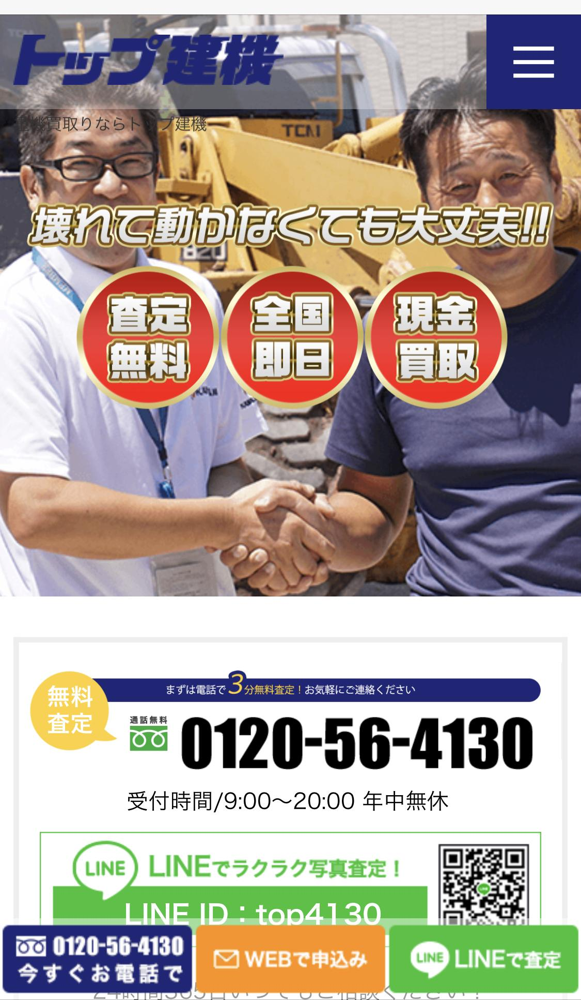 トップ建機
重機買取りならトップ建機
TCM
820
壊れて動かなくても大丈夫!!
査定
無料
全国
即日
現金
買取
無料
査定
まずは電話で3分無料査定！お気軽にご連絡ください
通話無料
0120-56-4130
受付時間/9:00〜20:00 年中無休
LINE LINEでラクラク写真査定！
LINE ID：top4130
0120-56-4130
今すぐお電話で
WEBで申込み
LINE LINEで査定
24時間365日いつでもご相談ください！